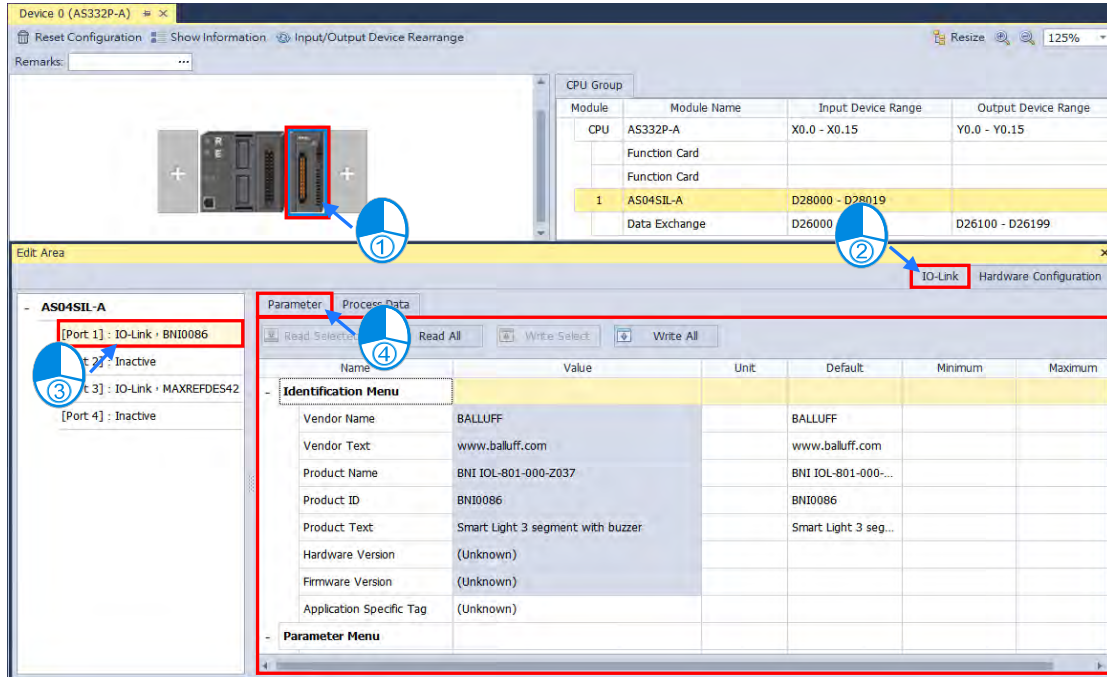 Device 0 (AS332P-A)
Reset Configuration Show Information Input/Output Device Rearrange Resize 125%
Remarks: ...
CPU Group
Module Module Name Input Device Range Output Device Range
CPU AS332P-A X0.0 - X0.15 Y0.0 - Y0.15
Function Card
Function Card
1 AS04SIL-A D28000 - D28019
Data Exchange D26000 D26100 - D26199
①
②
Edit Area
IO-Link Hardware Configuration
AS04SIL-A
Parameter Process Data
[Port 1] : IO-Link, BNI0086
Read Selected Read All Write Select Write All
④
t 2] : Inactive
③
t 3] : IO-Link, MAXREFDES42
[Port 4] : Inactive
Name Value Unit Default Minimum Maximum
- Identification Menu
Vendor Name BALLUFF BALLUFF
Vendor Text www.balluff.com www.balluff.com
Product Name BNI IOL-801-000-Z037 BNI IOL-801-000-...
Product ID BNI0086 BNI0086
Product Text Smart Light 3 segment with buzzer Smart Light 3 seg...
Hardware Version (Unknown)
Firmware Version (Unknown)
Application Specific Tag (Unknown)
- Parameter Menu